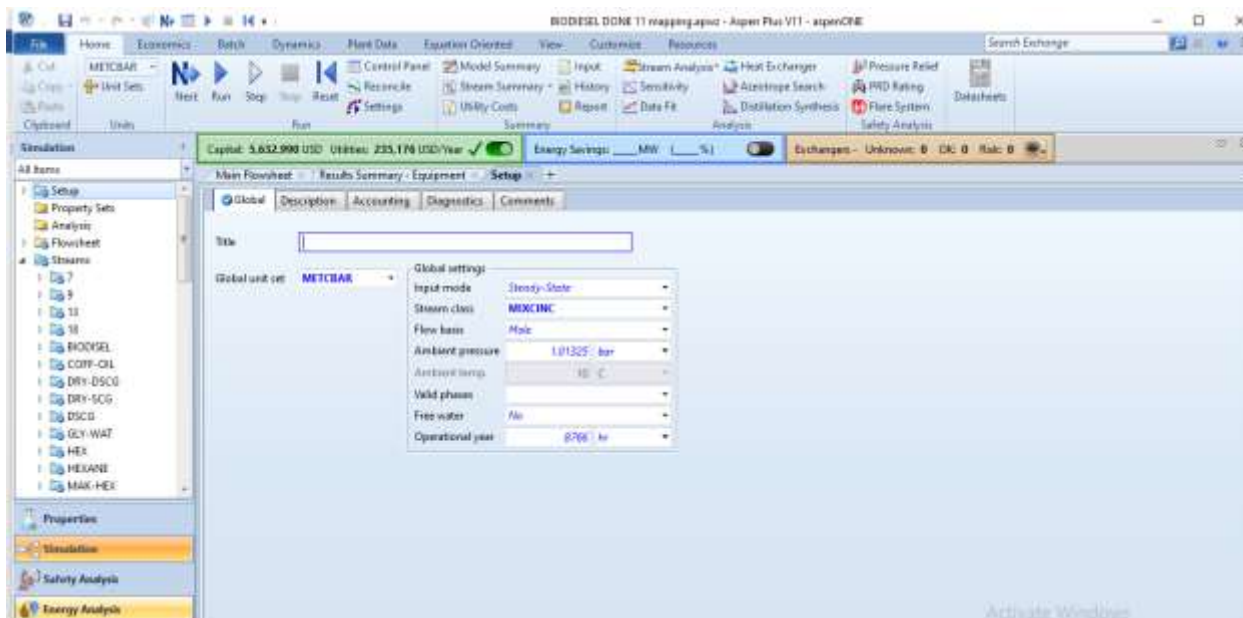 BIODIESEL DONE 11 mapping.apwz - Aspen Plus V11 - aspenONE
File Home Economics Batch Dynamics Plant Data Equation Oriented View Customize Resources Search Exchange
Cut METCBAR Control Panel Model Summary Input Stream Analysis Heat Exchanger Pressure Relief
Copy Unit Sets Next Run Step Stop Reset Reconcile Stream Summary History Sensitivity Azeotrope Search PRD Rating Datasheets
Paste Settings Utility Costs Report Data Fit Distillation Synthesis Flare System
Clipboard Units Run Summary Analysis Safety Analysis
Simulation Capital: 5,632,990 USD Utilities: 235,176 USD/Year Energy Savings: ____ MW (____%) Exchangers - Unknown: 0 OK: 0 Risk: 0
All Items Main Flowsheet Results Summary - Equipment Setup +
Setup Global Description Accounting Diagnostics Comments
Property Sets
Analysis
Flowsheet Title
Streams
7 Global unit set METCBAR Global settings
9 Input mode Steady-State
13 Stream class MIXCINC
18 Flow basis Mole
BIODISEL Ambient pressure 1.01325 bar
COFF-OIL Ambient temp. 10 C
DRY-DSCG Valid phases
DRY-SCG Free water No
DSCG Operational year 8766 hr
GLY-WAT
HEX
HEXANE
MAK-HEX
Properties
Simulation
Safety Analysis
Energy Analysis
Activate Windows